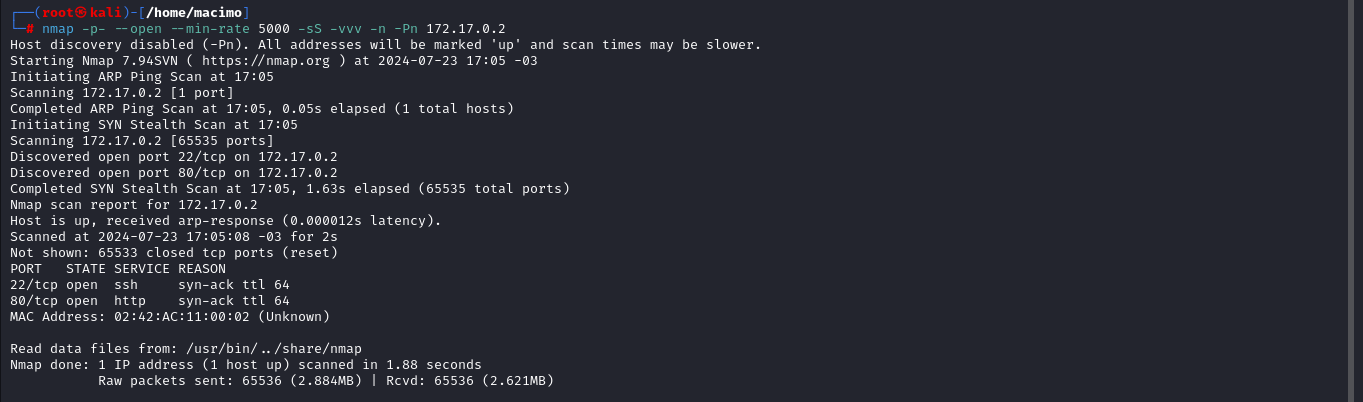 ┌──(root㉿kali)-[/home/macimo]
└─# nmap -p- --open --min-rate 5000 -sS -vvv -n -Pn 172.17.0.2
Host discovery disabled (-Pn). All addresses will be marked 'up' and scan times may be slower.
Starting Nmap 7.94SVN ( https://nmap.org ) at 2024-07-23 17:05 -03
Initiating ARP Ping Scan at 17:05
Scanning 172.17.0.2 [1 port]
Completed ARP Ping Scan at 17:05, 0.05s elapsed (1 total hosts)
Initiating SYN Stealth Scan at 17:05
Scanning 172.17.0.2 [65535 ports]
Discovered open port 22/tcp on 172.17.0.2
Discovered open port 80/tcp on 172.17.0.2
Completed SYN Stealth Scan at 17:05, 1.63s elapsed (65535 total ports)
Nmap scan report for 172.17.0.2
Host is up, received arp-response (0.000012s latency).
Scanned at 2024-07-23 17:05:08 -03 for 2s
Not shown: 65533 closed tcp ports (reset)
PORT   STATE SERVICE REASON
22/tcp open  ssh     syn-ack ttl 64
80/tcp open  http    syn-ack ttl 64
MAC Address: 02:42:AC:11:00:02 (Unknown)
Read data files from: /usr/bin/../share/nmap
Nmap done: 1 IP address (1 host up) scanned in 1.88 seconds
           Raw packets sent: 65536 (2.884MB) | Rcvd: 65536 (2.621MB)